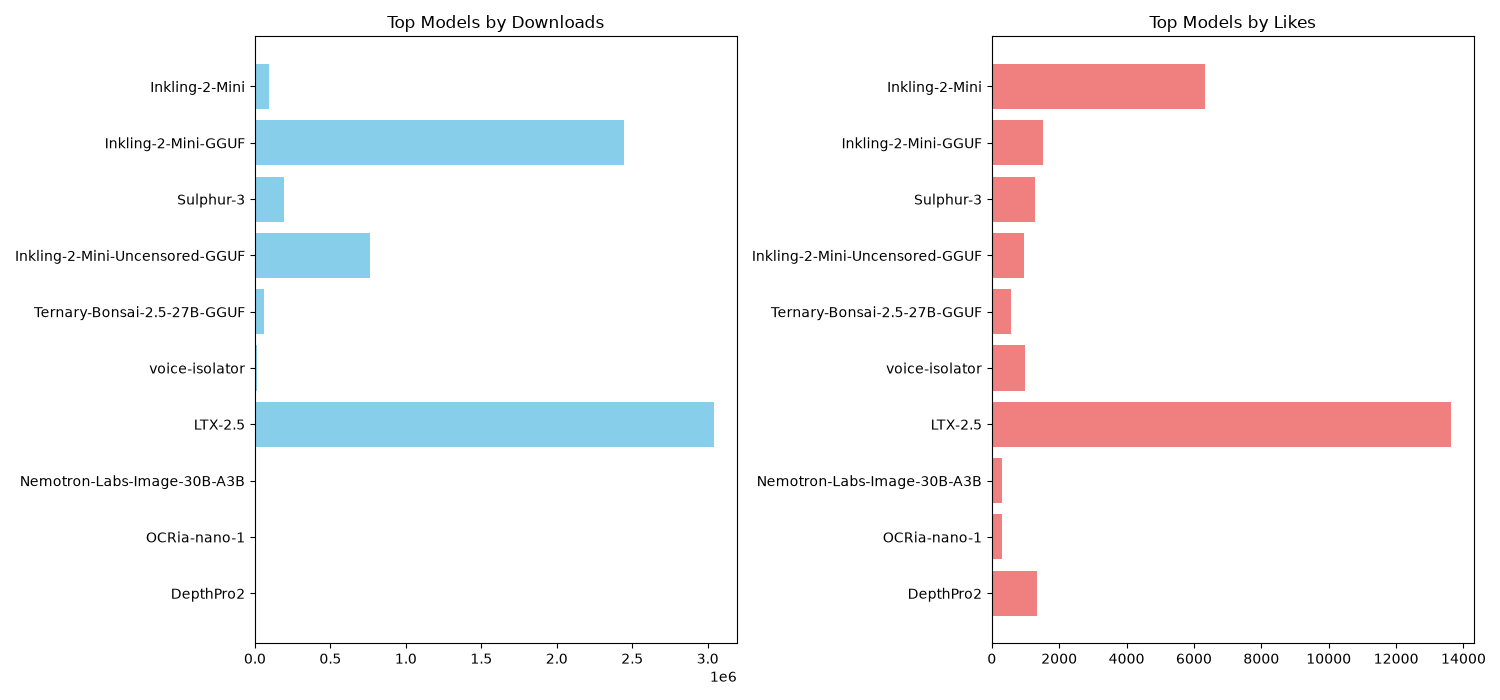 Top Models by Downloads
Inkling-2-Mini
Inkling-2-Mini-GGUF
Sulphur-3
Inkling-2-Mini-Uncensored-GGUF
Ternary-Bonsai-2.5-27B-GGUF
voice-isolator
LTX-2.5
Nemotron-Labs-Image-30B-A3B
OCRia-nano-1
DepthPro2
0.0 0.5 1.0 1.5 2.0 2.5 3.0
1e6
Top Models by Likes
Inkling-2-Mini
Inkling-2-Mini-GGUF
Sulphur-3
Inkling-2-Mini-Uncensored-GGUF
Ternary-Bonsai-2.5-27B-GGUF
voice-isolator
LTX-2.5
Nemotron-Labs-Image-30B-A3B
OCRia-nano-1
DepthPro2
0 2000 4000 6000 8000 10000 12000 14000